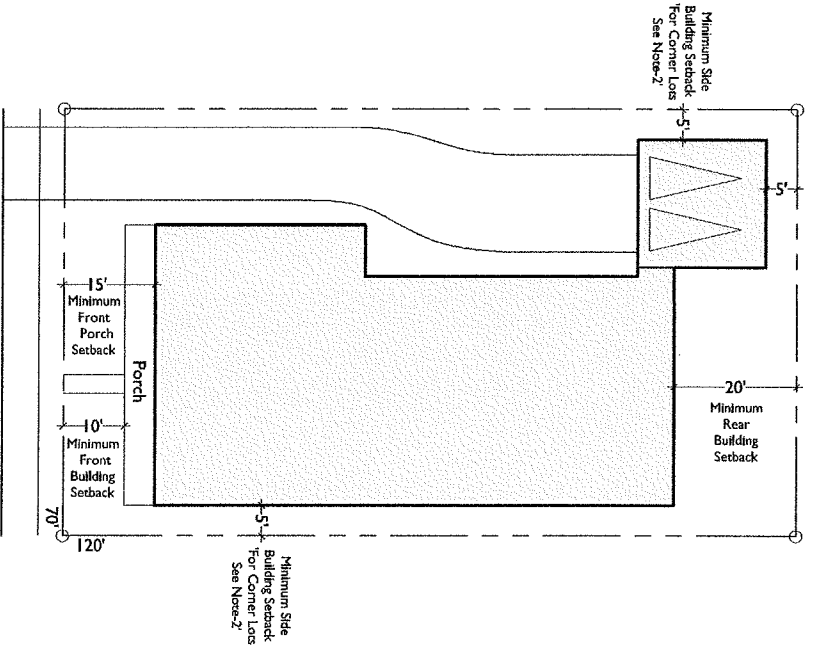 Minimum Side
Building Setback
'For Corner Lots
See Note-2'
5'
5'
15'
Minimum
Front
Porch
Setback
Porch
20'
Minimum
Rear
Building
Setback
10'
Minimum
Front
Building
Setback
70'
120'
5'
Minimum Side
Building Setback
'For Corner Lots
See Note-2'